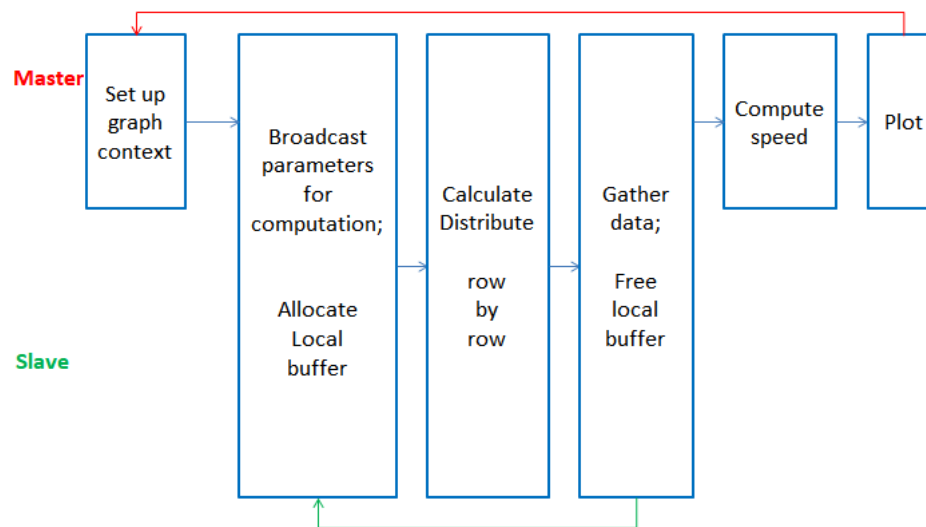 Master
Set up
graph
context
Broadcast
parameters
for
computation;
Allocate
Local
buffer
Calculate
Distribute
row
by
row
Gather
data;
Free
local
buffer
Compute
speed
Plot
Slave